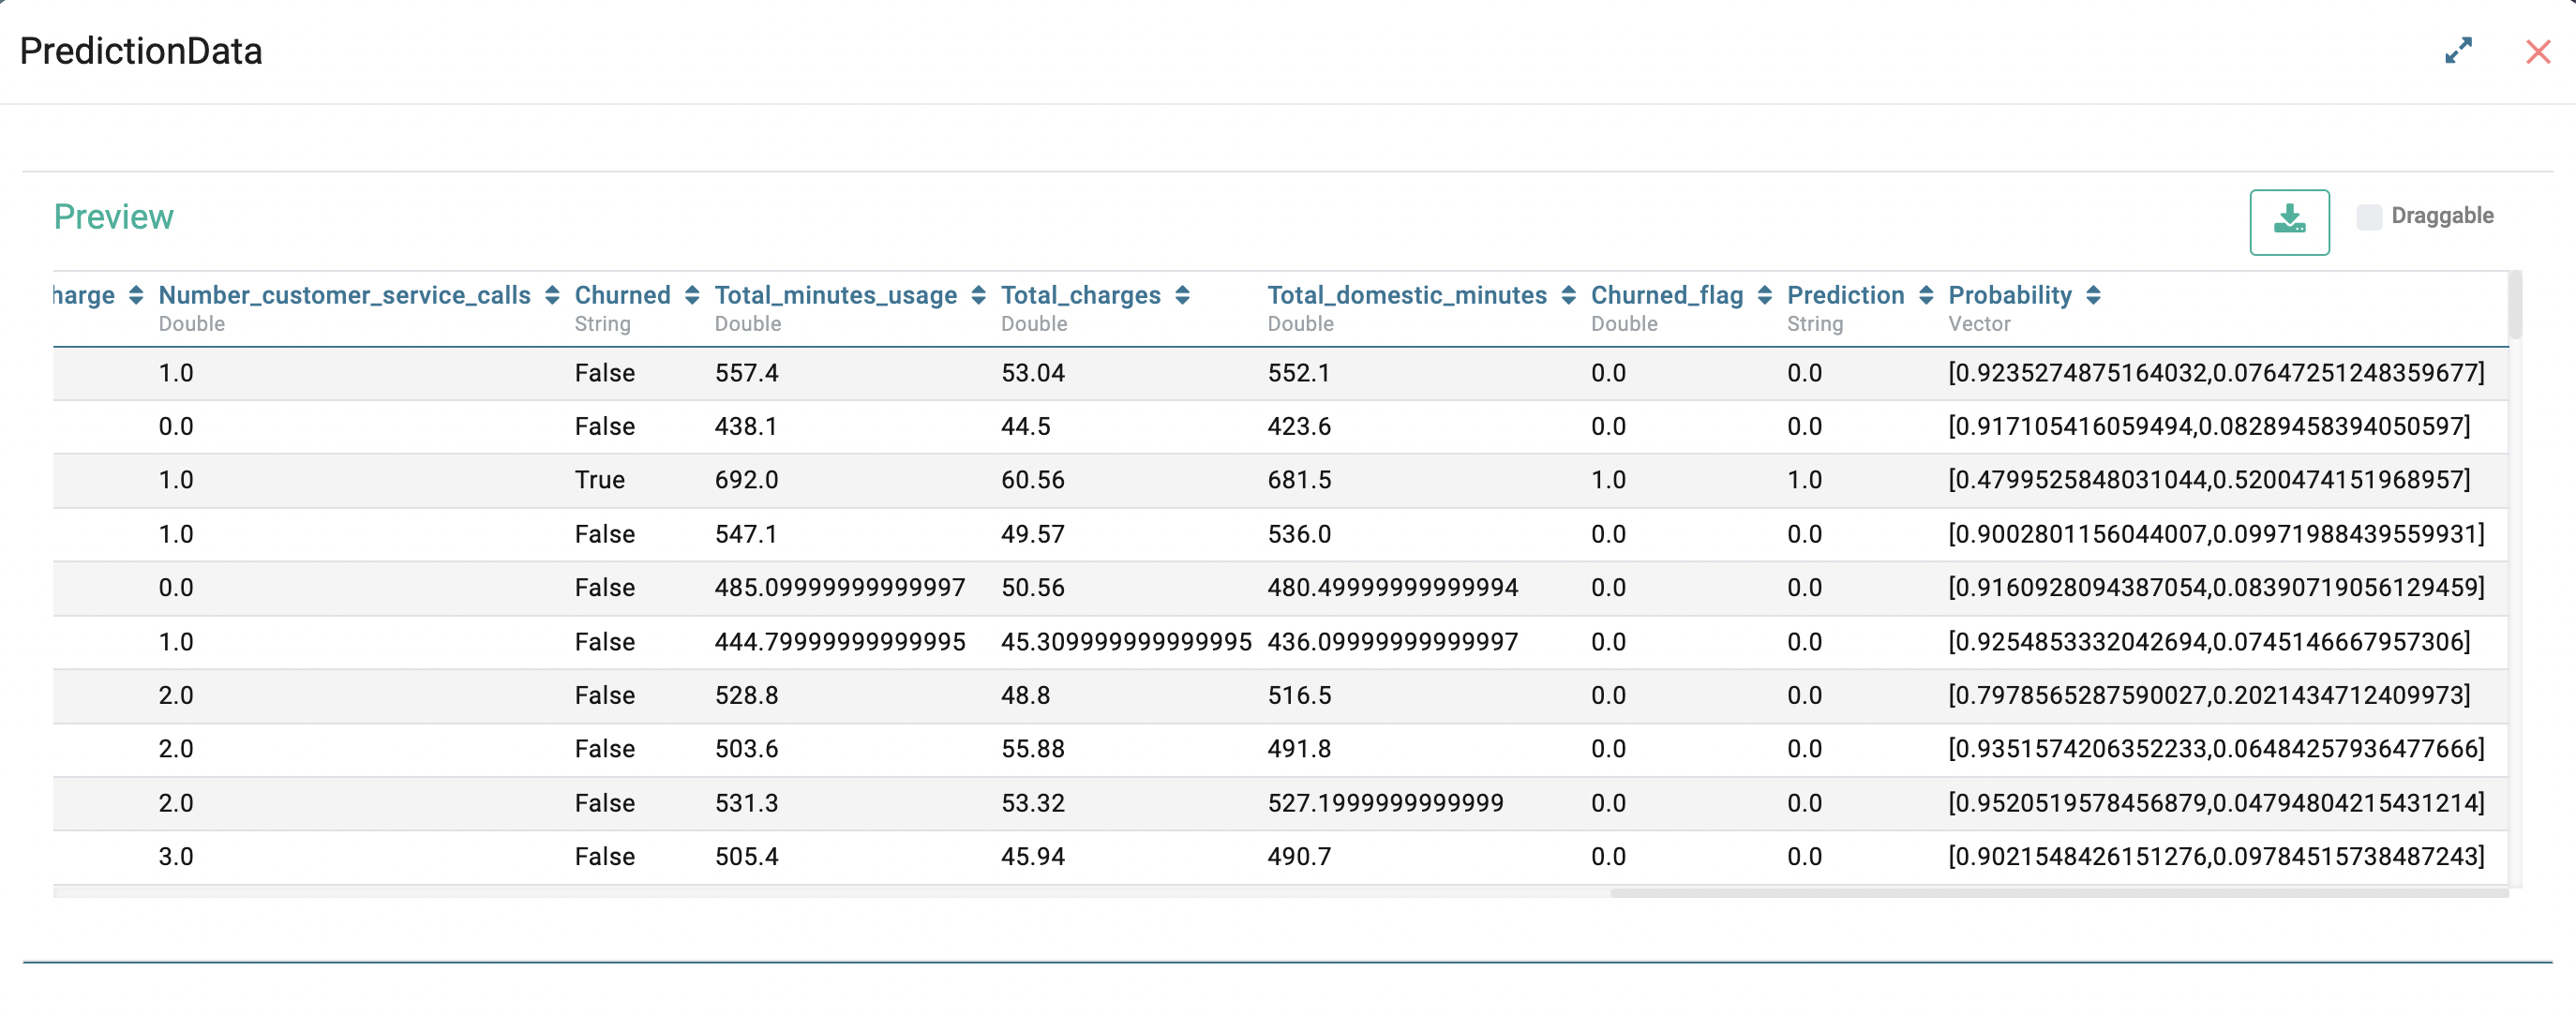 PredictionData
Preview
Draggable
harge Number_customer_service_calls Churned Total_minutes_usage Total_charges Total_domestic_minutes Churned_flag Prediction Probability
Double String Double Double Double Double String Vector
1.0 False 557.4 53.04 552.1 0.0 0.0 [0.9235274875164032,0.07647251248359677]
0.0 False 438.1 44.5 423.6 0.0 0.0 [0.917105416059494,0.08289458394050597]
1.0 True 692.0 60.56 681.5 1.0 1.0 [0.4799525848031044,0.5200474151968957]
1.0 False 547.1 49.57 536.0 0.0 0.0 [0.9002801156044007,0.09971988439559931]
0.0 False 485.09999999999997 50.56 480.49999999999994 0.0 0.0 [0.9160928094387054,0.08390719056129459]
1.0 False 444.79999999999995 45.309999999999995 436.09999999999997 0.0 0.0 [0.9254853332042694,0.0745146667957306]
2.0 False 528.8 48.8 516.5 0.0 0.0 [0.7978565287590027,0.2021434712409973]
2.0 False 503.6 55.88 491.8 0.0 0.0 [0.9351574206352233,0.06484257936477666]
2.0 False 531.3 53.32 527.1999999999999 0.0 0.0 [0.9520519578456879,0.04794804215431214]
3.0 False 505.4 45.94 490.7 0.0 0.0 [0.9021548426151276,0.09784515738487243]